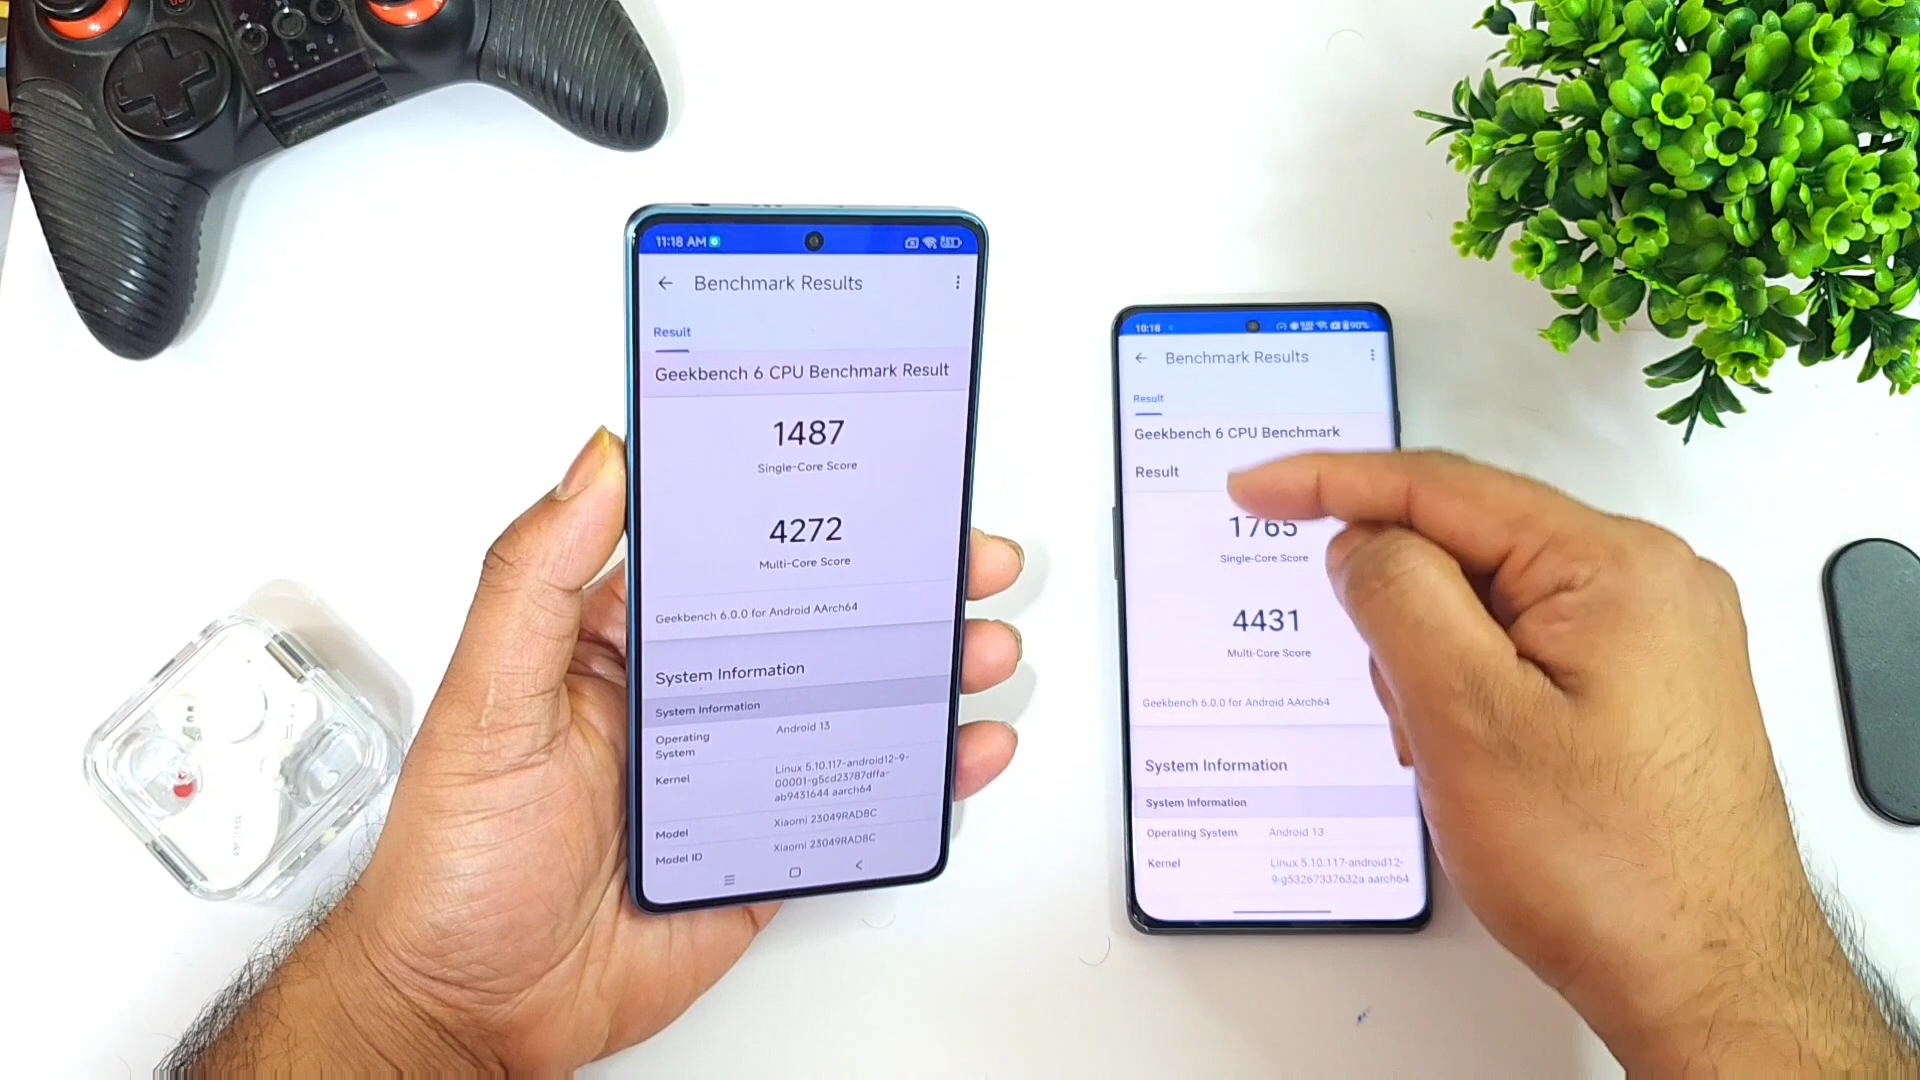 11:18 AM
Benchmark Results
Result
Geekbench 6 CPU Benchmark Result
1487
Single-Core Score
4272
Multi-Core Score
Geekbench 6.0.0 for Android AArch64
System Information
System Information
Operating System
Android 13
Kernel
Linux 5.10.117-android12-9-
00001-g5cd23787dffa-
ab9431644 aarch64
Model
Xiaomi 23049RAD8C
Model ID
Xiaomi 23049RAD8C
10:18
90%
Benchmark Results
Result
Geekbench 6 CPU Benchmark
Result
1765
Single-Core Score
4431
Multi-Core Score
Geekbench 6.0.0 for Android AArch64
System Information
System Information
Operating System
Android 13
Kernel
Linux 5.10.117-android12-
9-g53267337632a aarch64